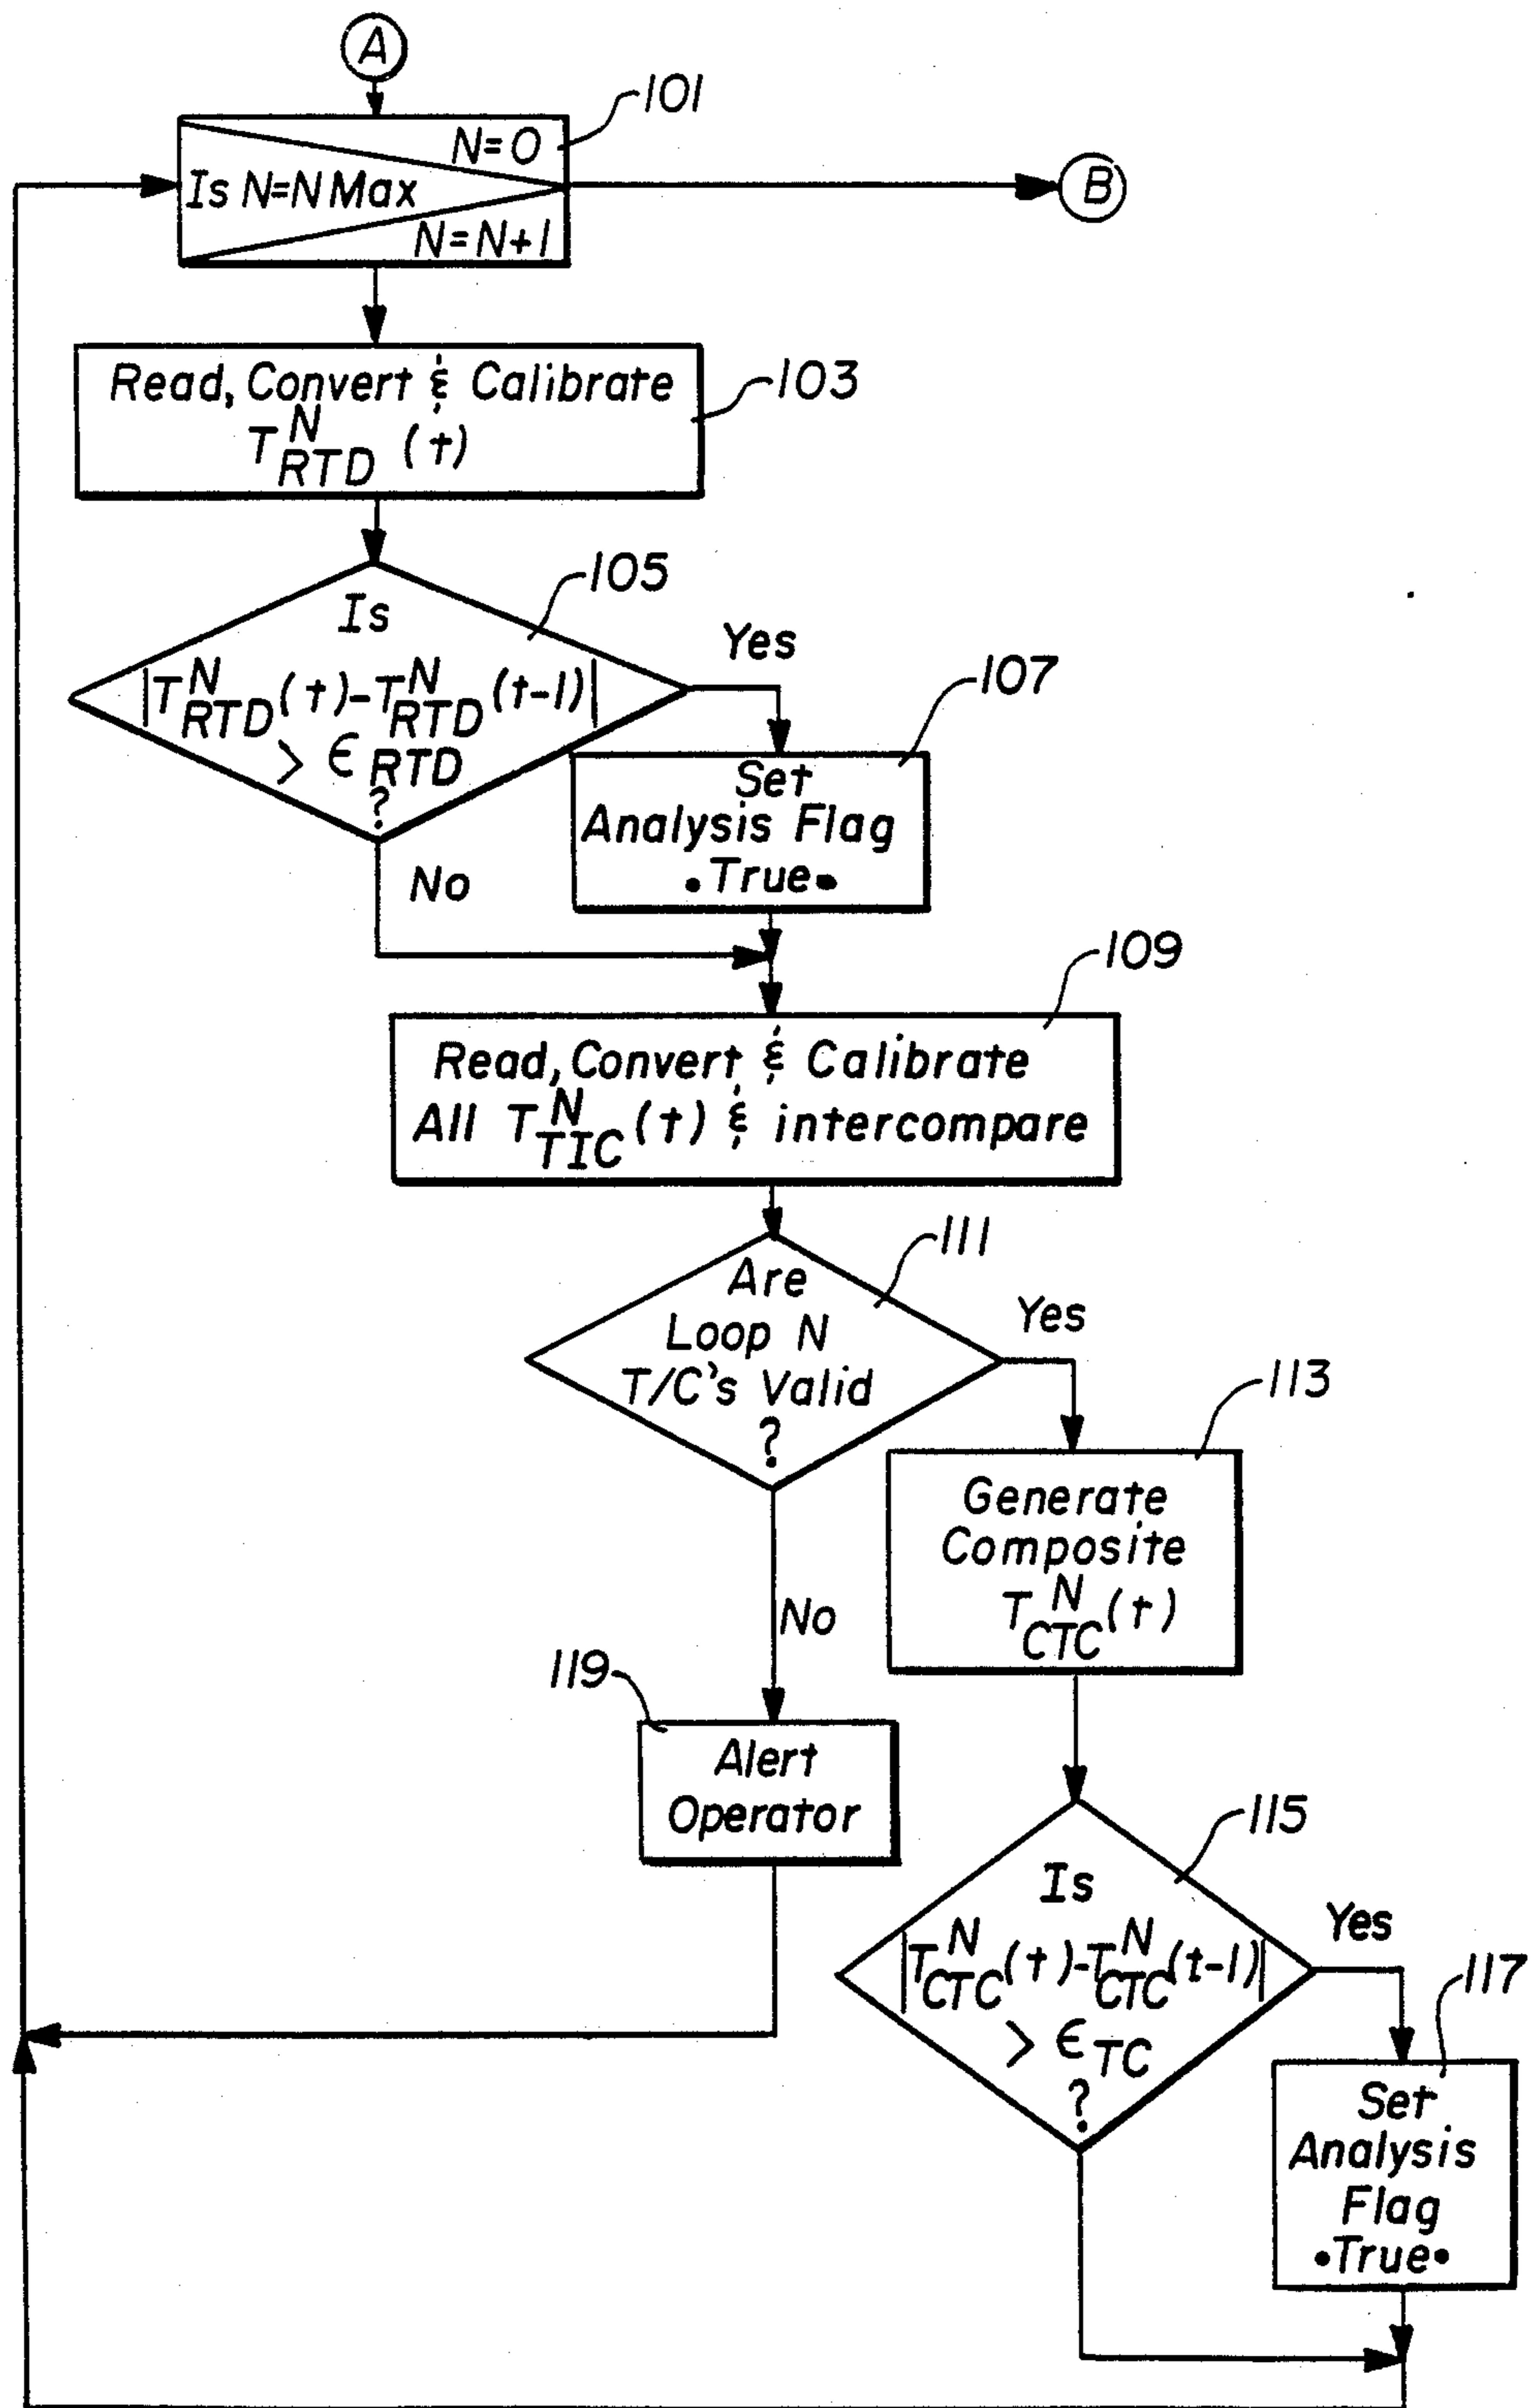 A
101
N=0
Is N=N Max
N=N+1
B
Read, Convert & Calibrate
T^N_RTD (t)
103
105
Is
|T^N_RTD(t)-T^N_RTD(t-1)|
> ϵ_RTD
?
Yes
No
107
Set
Analysis Flag
•True•
109
Read, Convert & Calibrate
All T^N_TIC(t) & intercompare
111
Are
Loop N
T/C's Valid
?
Yes
No
113
Generate
Composite
T^N_CTC(t)
119
Alert
Operator
115
Is
|T^N_CTC(t)-T^N_CTC(t-1)|
> ϵ_TC
?
Yes
117
Set
Analysis
Flag
•True•